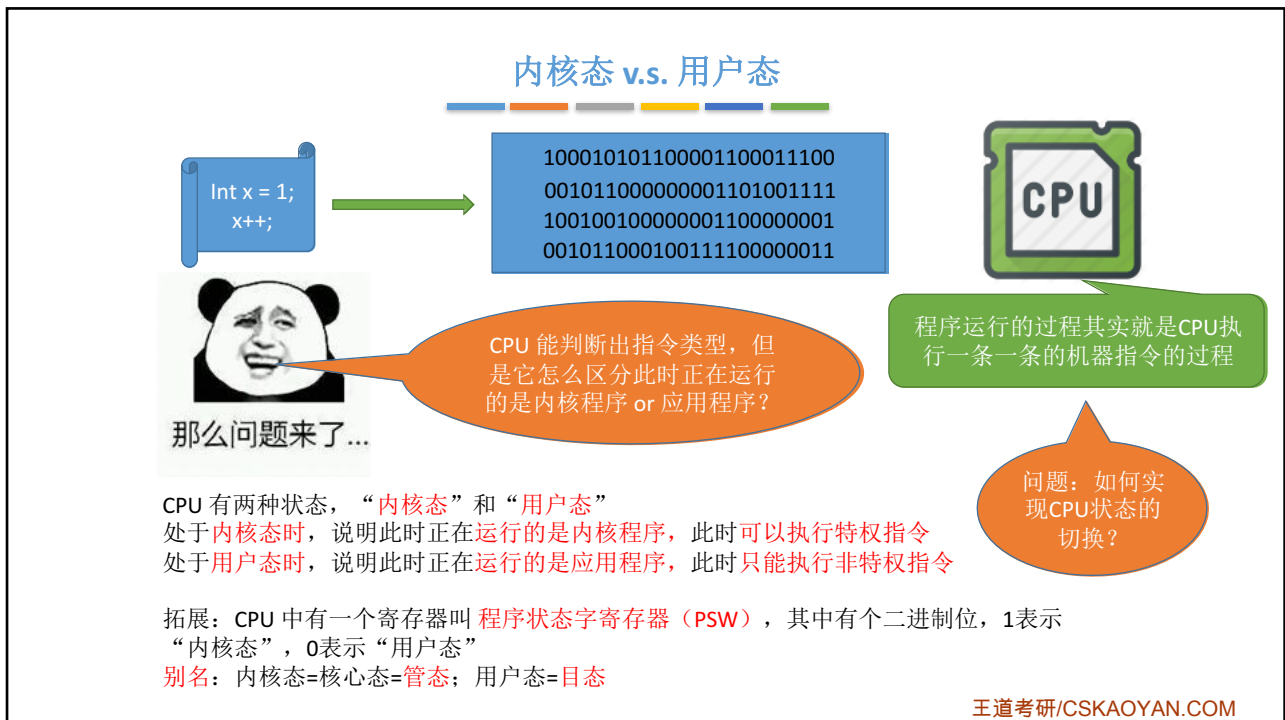 内核态 v.s. 用户态
Int x = 1;
x++;
100010101100001100011100
001011000000001101001111
100100100000001100000001
001011000100111100000011
CPU
程序运行的过程其实就是CPU执
行一条一条的机器指令的过程
CPU 能判断出指令类型，但
是它怎么区分此时正在运行
的是内核程序 or 应用程序？
那么问题来了...
问题：如何实
现CPU状态的
切换？
CPU 有两种状态，“内核态”和“用户态”
处于内核态时，说明此时正在运行的是内核程序，此时可以执行特权指令
处于用户态时，说明此时正在运行的是应用程序，此时只能执行非特权指令
拓展：CPU 中有一个寄存器叫 程序状态字寄存器（PSW），其中有个二进制位，1表示
“内核态”，0表示“用户态”
别名：内核态=核心态=管态；用户态=目态
王道考研/CSKAOYAN.COM